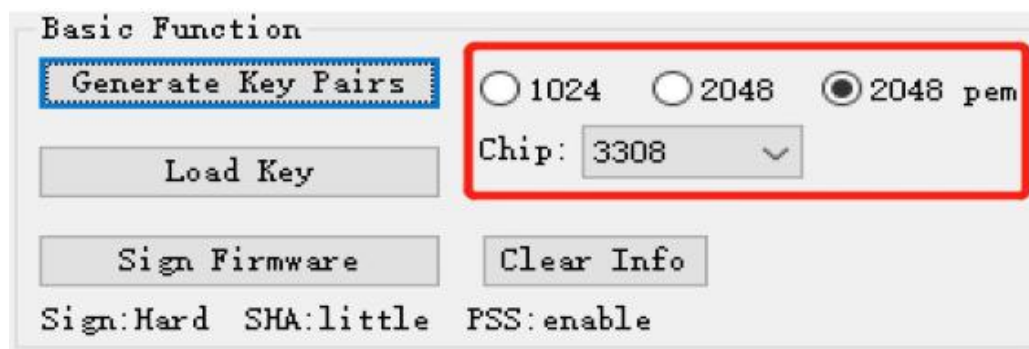 Basic Function
Generate Key Pairs 1024 2048 2048 pem
Chip: 3308
Load Key
Sign Firmware Clear Info
Sign:Hard SHA:little PSS:enable